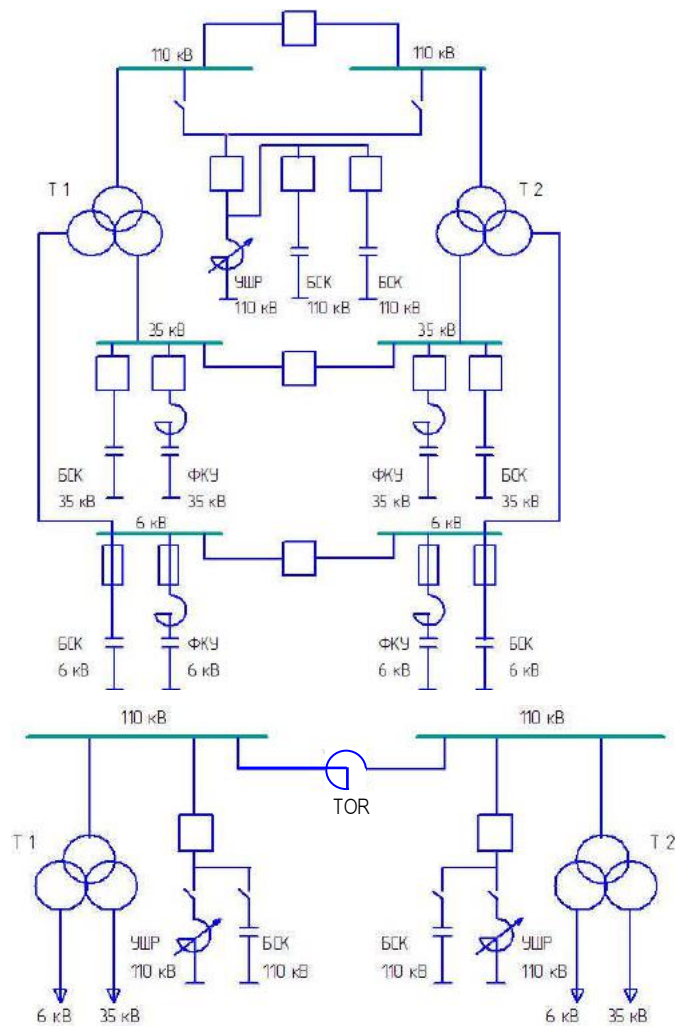 110 кВ 110 кВ
Т 1 Т 2
УШР БСК БСК
110 кВ 110 кВ 110 кВ
35 кВ 35 кВ
БСК ФКУ ФКУ БСК
35 кВ 35 кВ 35 кВ 35 кВ
6 кВ 6 кВ
БСК ФКУ ФКУ БСК
6 кВ 6 кВ 6 кВ 6 кВ
110 кВ 110 кВ
TOR
Т 1 Т 2
УШР БСК БСК УШР
110 кВ 110 кВ 110 кВ 110 кВ
6 кВ 35 кВ 6 кВ 35 кВ